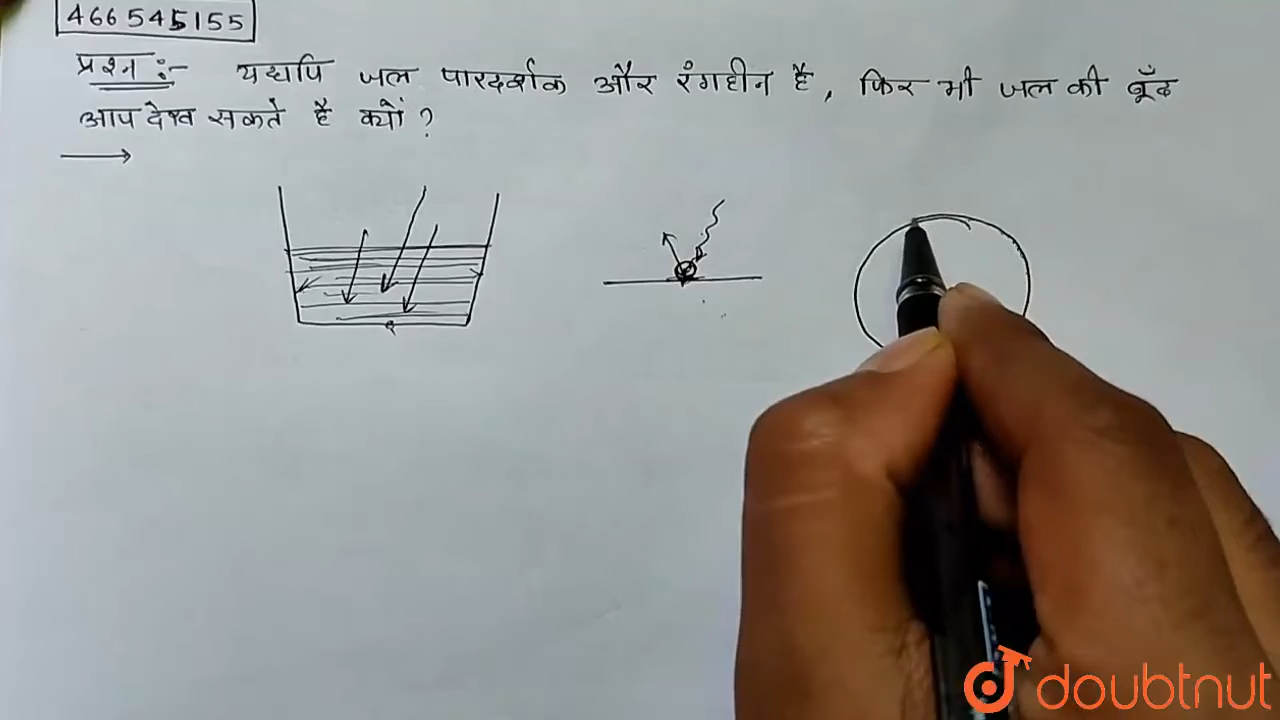 466545155
प्रश्न :- यद्यपि जल पारदर्शक और रंगहीन है, फिर भी जल की बूँद
आप देख सकते है क्यों ?
doubtnut